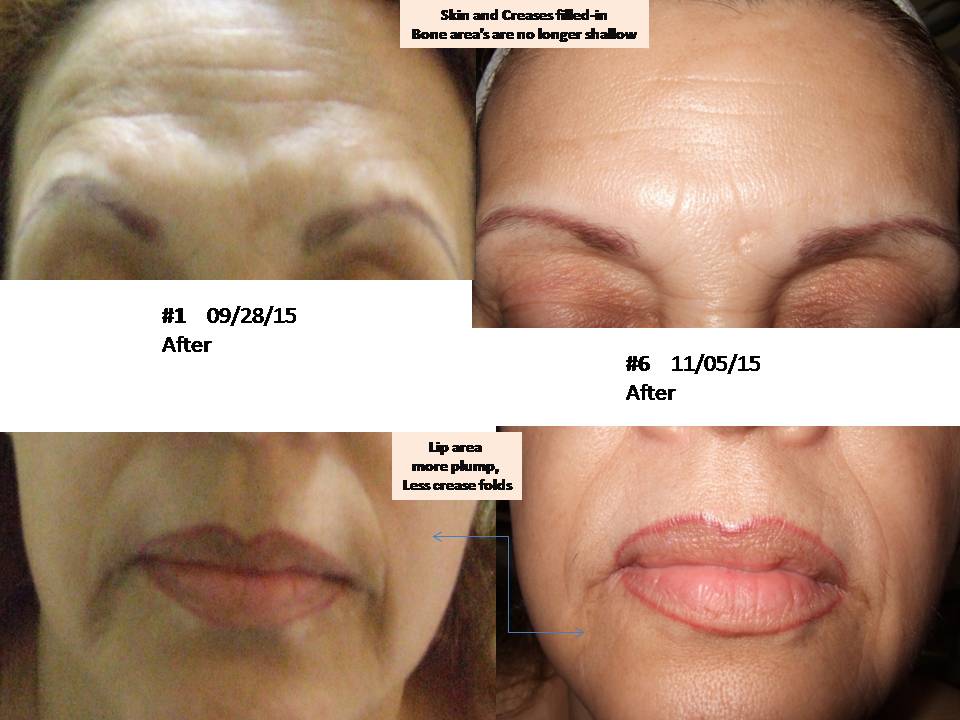 Skin and Creases filled-in
Bone area's are no longer shallow
#1 09/28/15
After
#6 11/05/15
After
Lip area
more plump,
Less crease folds